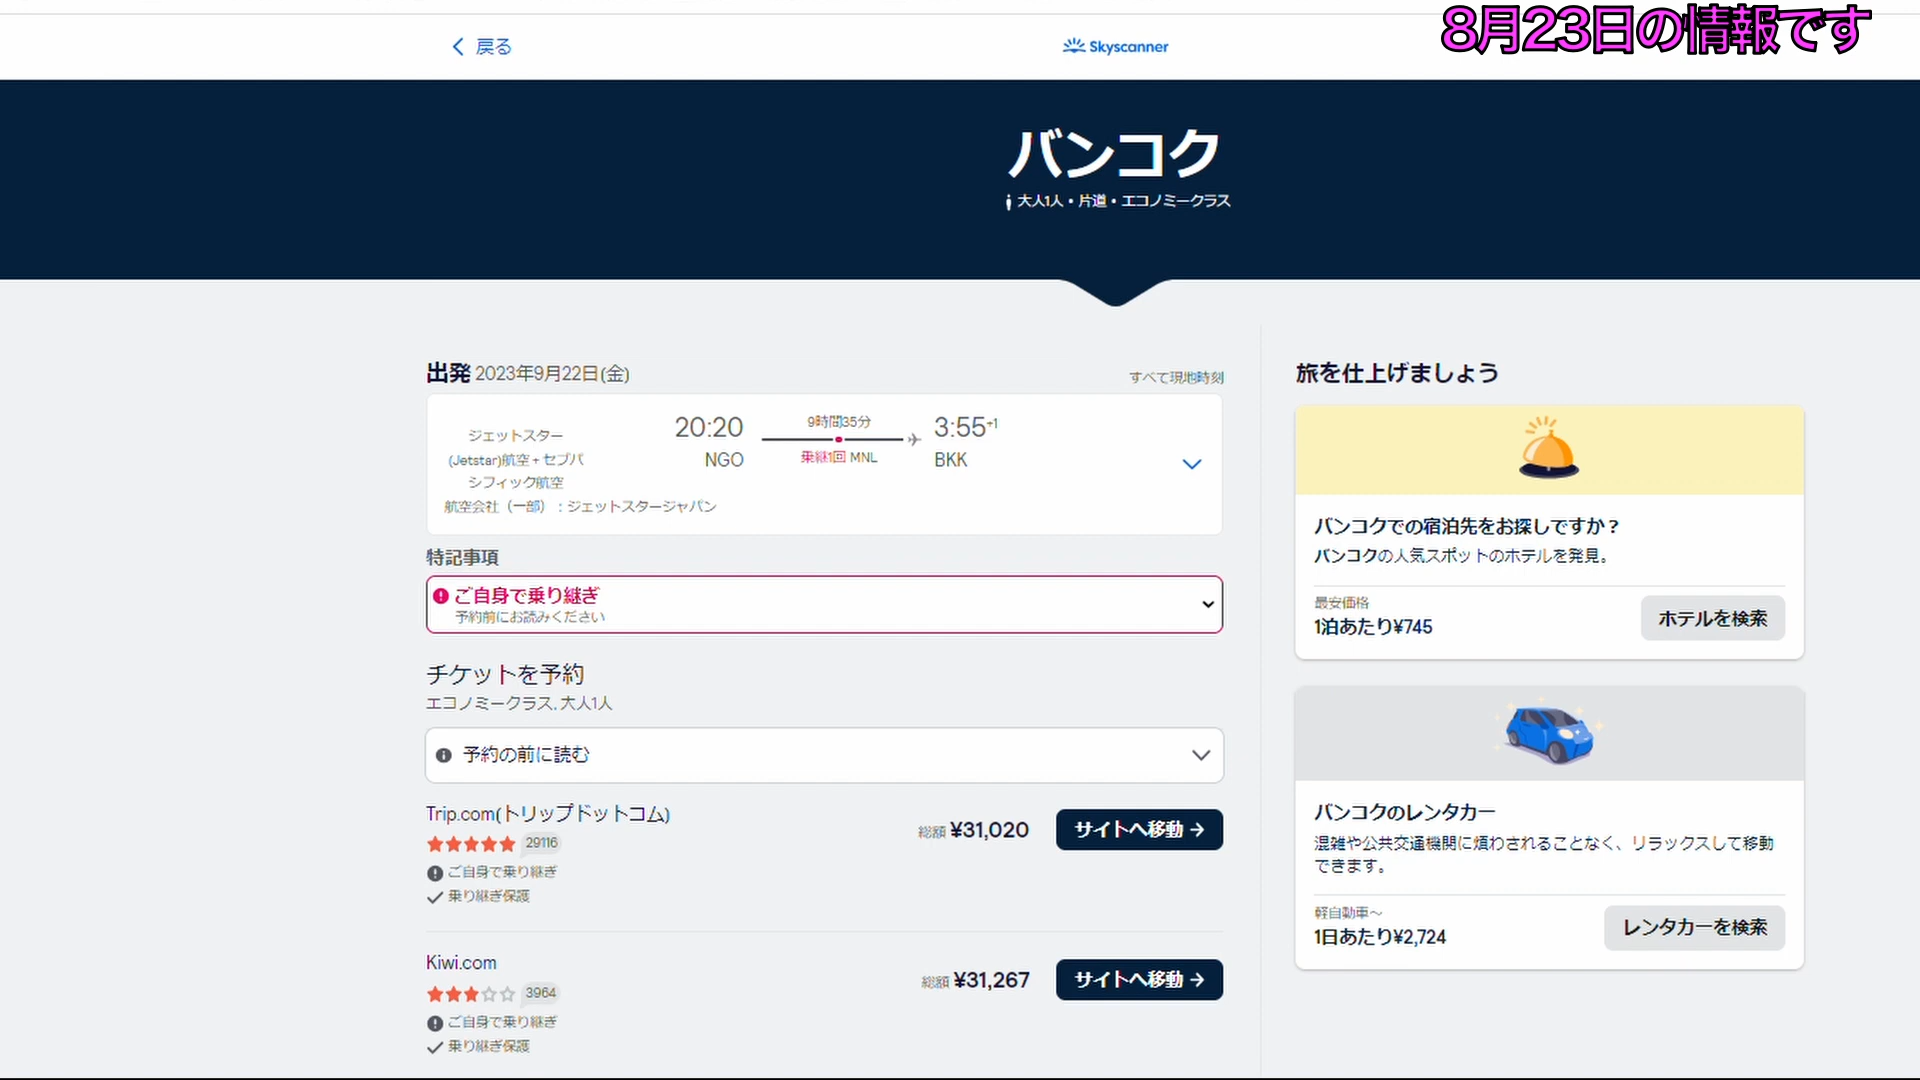 戻る
Skyscanner
8月23日の情報です
バンコク
大人1人・片道・エコノミークラス
出発 2023年9月22日(金)
すべて現地時刻
ジェットスター
(Jetstar)航空 + セブパ
シフィック航空
20:20
NGO
9時間35分
乗継1回 MNL
3:55+1
BKK
航空会社（一部）：ジェットスタージャパン
特記事項
ご自身で乗り継ぎ
予約前にお読みください
チケットを予約
エコノミークラス, 大人1人
予約の前に読む
Trip.com(トリップドットコム)
29116
ご自身で乗り継ぎ
乗り継ぎ保護
総額 ¥31,020
サイトへ移動 →
Kiwi.com
3964
ご自身で乗り継ぎ
乗り継ぎ保護
総額 ¥31,267
サイトへ移動 →
旅を仕上げましょう
バンコクでの宿泊先をお探しですか？
バンコクの人気スポットのホテルを発見。
最安価格
1泊あたり¥745
ホテルを検索
バンコクのレンタカー
混雑や公共交通機関に煩わされることなく、リラックスして移動
できます。
軽自動車～
1日あたり¥2,724
レンタカーを検索